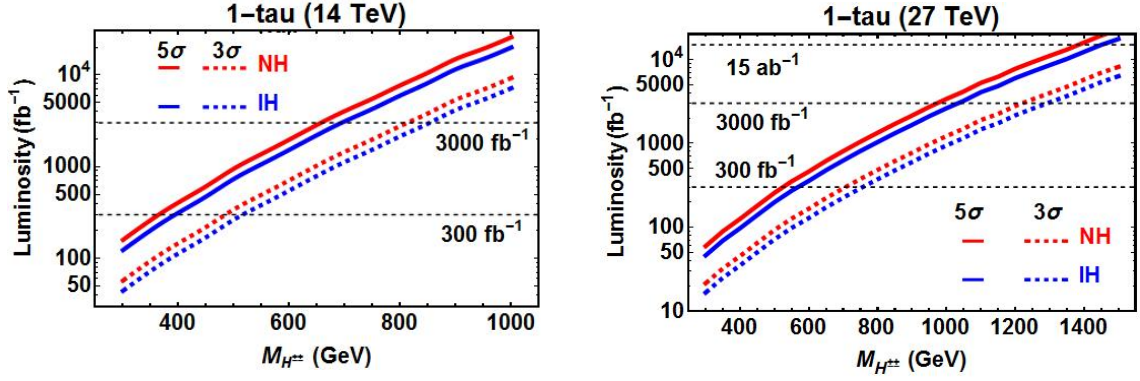 1−tau (14 TeV)
Luminosity(fb⁻¹)
10⁴
5000
1000
500
100
50
5σ 3σ
NH
IH
3000 fb⁻¹
300 fb⁻¹
400 600 800 1000
M_H±± (GeV)
1−tau (27 TeV)
Luminosity(fb⁻¹)
10⁴
5000
1000
500
100
50
10
15 ab⁻¹
3000 fb⁻¹
300 fb⁻¹
5σ 3σ
NH
IH
400 600 800 1000 1200 1400
M_H±± (GeV)